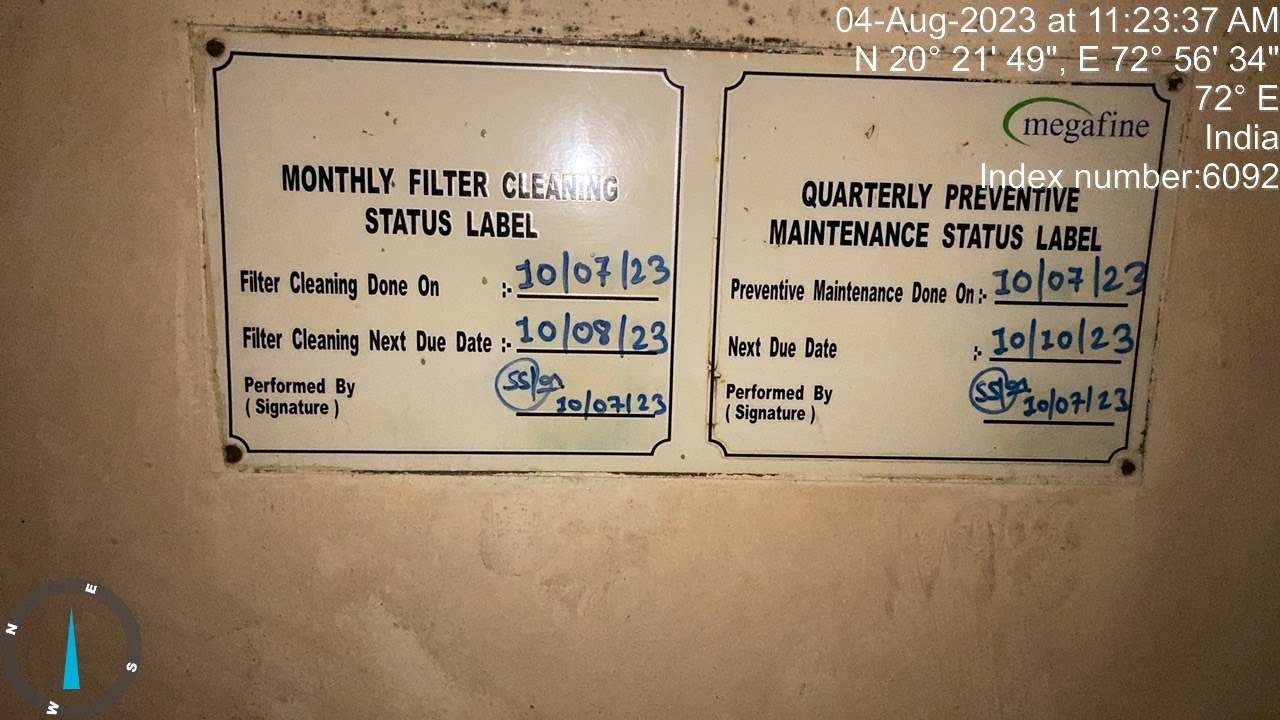 04-Aug-2023 at 11:23:37 AM
N 20° 21' 49", E 72° 56' 34"
72° E
India
Index number:6092
MONTHLY FILTER CLEANING
STATUS LABEL
Filter Cleaning Done On :- 10/07/23
Filter Cleaning Next Due Date :- 10/08/23
Performed By
( Signature ) 10/07/23
megafine
QUARTERLY PREVENTIVE
MAINTENANCE STATUS LABEL
Preventive Maintenance Done On :- 10/07/23
Next Due Date :- 10/10/23
Performed By
( Signature ) 10/07/23
N
E
S
W